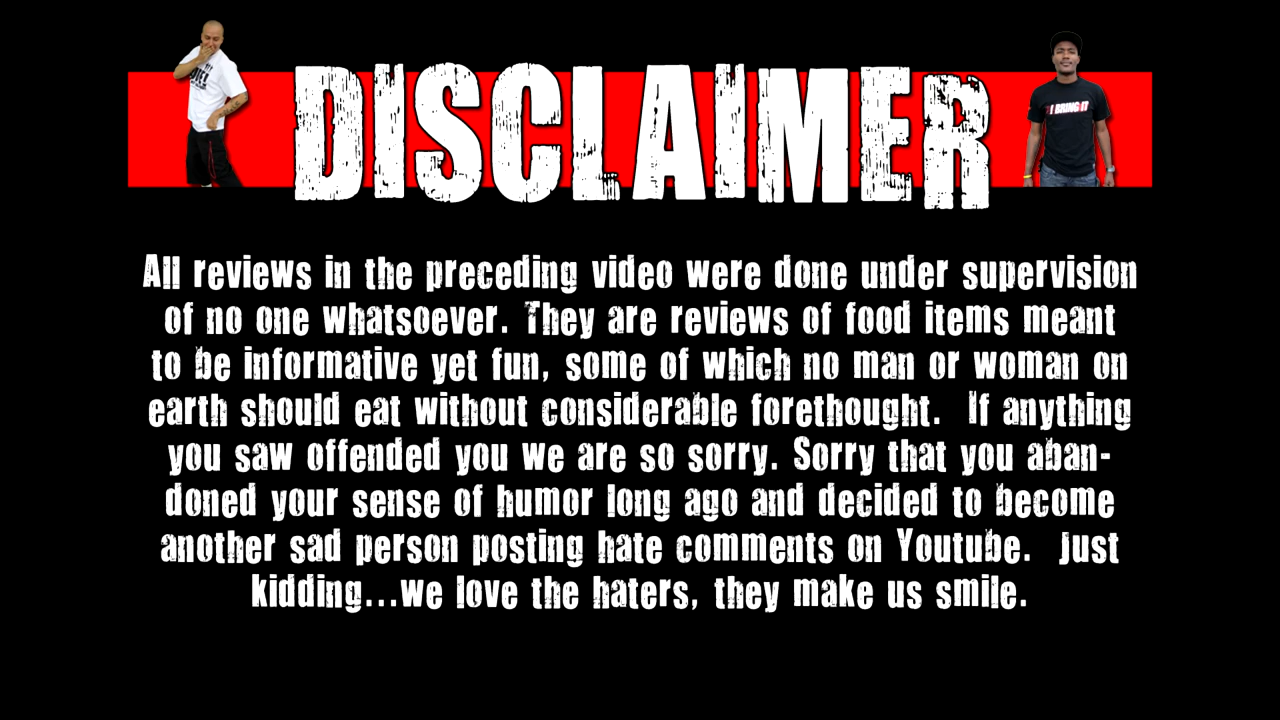 DISCLAIMER
I BRING IT
All reviews in the preceding video were done under supervision
of no one whatsoever. They are reviews of food items meant
to be informative yet fun, some of which no man or woman on
earth should eat without considerable forethought.  If anything
you saw offended you we are so sorry. Sorry that you aban-
doned your sense of humor long ago and decided to become
another sad person posting hate comments on Youtube.  Just
kidding...we love the haters, they make us smile.